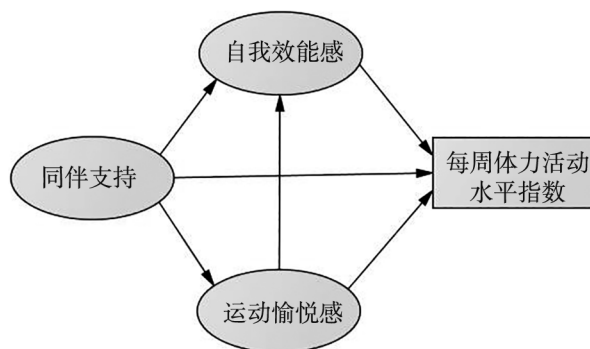 自我效能感
同伴支持
每周体力活动
水平指数
运动愉悦感